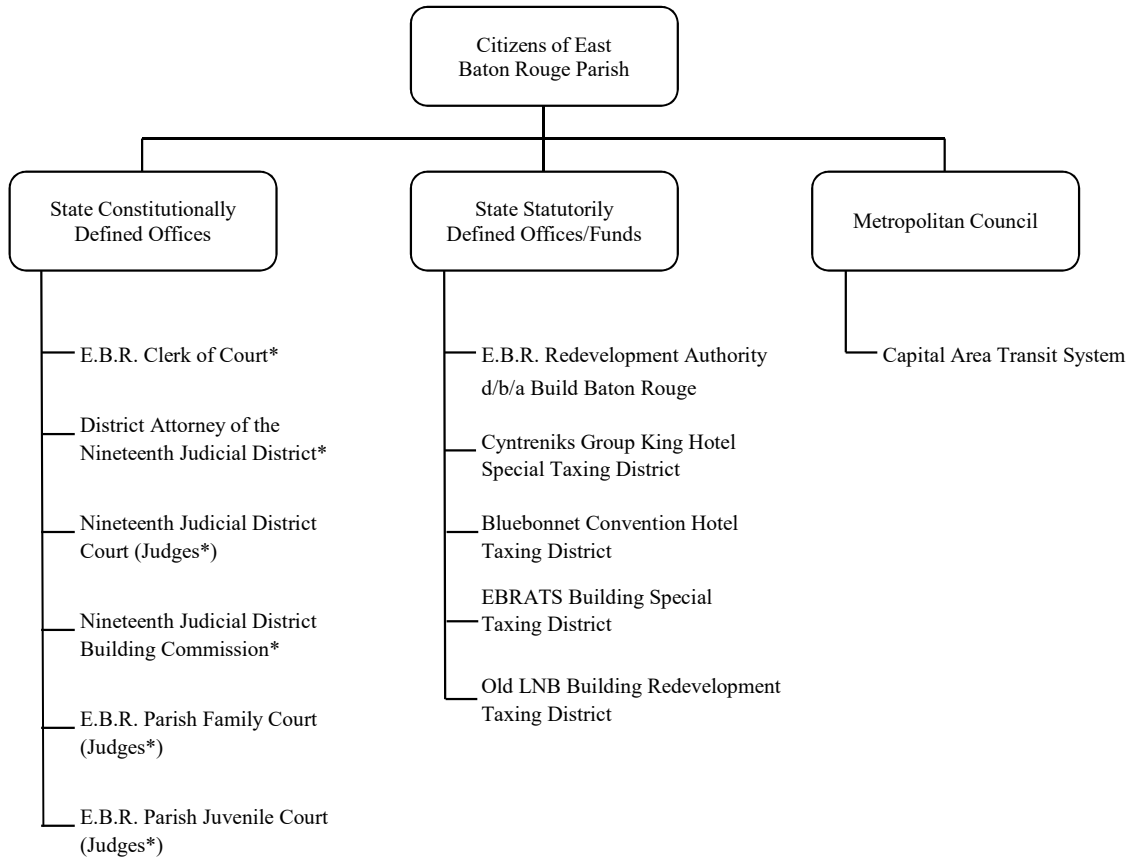 Citizens of East
Baton Rouge Parish
State Constitutionally
Defined Offices
State Statutorily
Defined Offices/Funds
Metropolitan Council
E.B.R. Clerk of Court*
District Attorney of the
Nineteenth Judicial District*
Nineteenth Judicial District
Court (Judges*)
Nineteenth Judicial District
Building Commission*
E.B.R. Parish Family Court
(Judges*)
E.B.R. Parish Juvenile Court
(Judges*)
E.B.R. Redevelopment Authority
d/b/a Build Baton Rouge
Cyntreniks Group King Hotel
Special Taxing District
Bluebonnet Convention Hotel
Taxing District
EBRATS Building Special
Taxing District
Old LNB Building Redevelopment
Taxing District
Capital Area Transit System